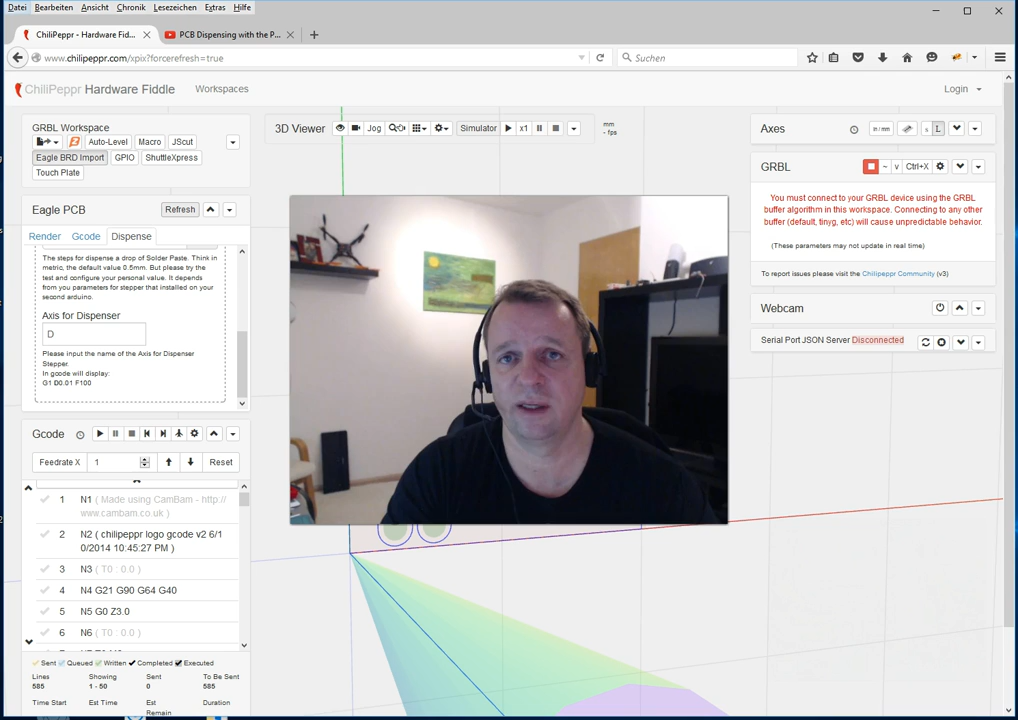 Datei Bearbeiten Ansicht Chronik Lesezeichen Extras Hilfe
ChiliPeppr - Hardware Fid...
PCB Dispensing with the P...
www.chilipeppr.com/xpix?forcerefresh=true
Suchen
ChiliPeppr Hardware Fiddle
Workspaces
Login
GRBL Workspace
Auto-Level Macro JScut
Eagle BRD Import GPIO ShuttleXpress
Touch Plate
3D Viewer
Jog
Simulator
x1
mm
- fps
Eagle PCB
Refresh
Render Gcode Dispense
The steps for dispense a drop of Solder Paste. Think in
metric, the default value 0.5mm. But please try the
test and configure your personal value. It depends
from you parameters for stepper that installed on your
second arduino.
Axis for Dispenser
D
Please input the name of the Axis for Dispenser
Stepper.
In gcode will display:
G1 D0.01 F100
Gcode
Feedrate X 1
Reset
1 N1 ( Made using CamBam - http://
www.cambam.co.uk )
2 N2 ( chilipeppr logo gcode v2 6/1
0/2014 10:45:27 PM )
3 N3 ( T0 : 0.0 )
4 N4 G21 G90 G64 G40
5 N5 G0 Z3.0
6 N6 ( T0 : 0.0 )
Sent Queued Written Completed Executed
Lines Showing Sent To Be Sent
585 1 - 50 0 585
Time Start Est Time Est Duration
Remain
Axes
in / mm
s L
GRBL
~ v Ctrl+X
You must connect to your GRBL device using the GRBL
buffer algorithm in this workspace. Connecting to any other
buffer (default, tinyg, etc) will cause unpredictable behavior.
(These parameters may not update in real time)
To report issues please visit the Chilipeppr Community (v3)
Webcam
Serial Port JSON Server Disconnected